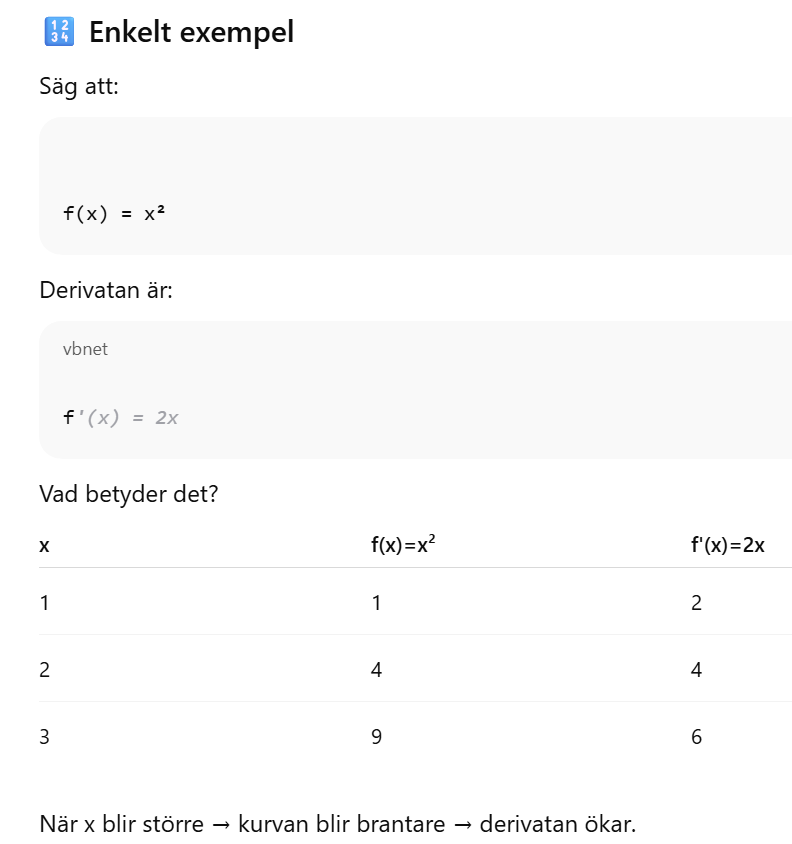 🔢 Enkelt exempel
Säg att:
f(x) = x²
Derivatan är:
vbnet
f'(x) = 2x
Vad betyder det?
x f(x)=x² f'(x)=2x
1 1 2
2 4 4
3 9 6
När x blir större → kurvan blir brantare → derivatan ökar.